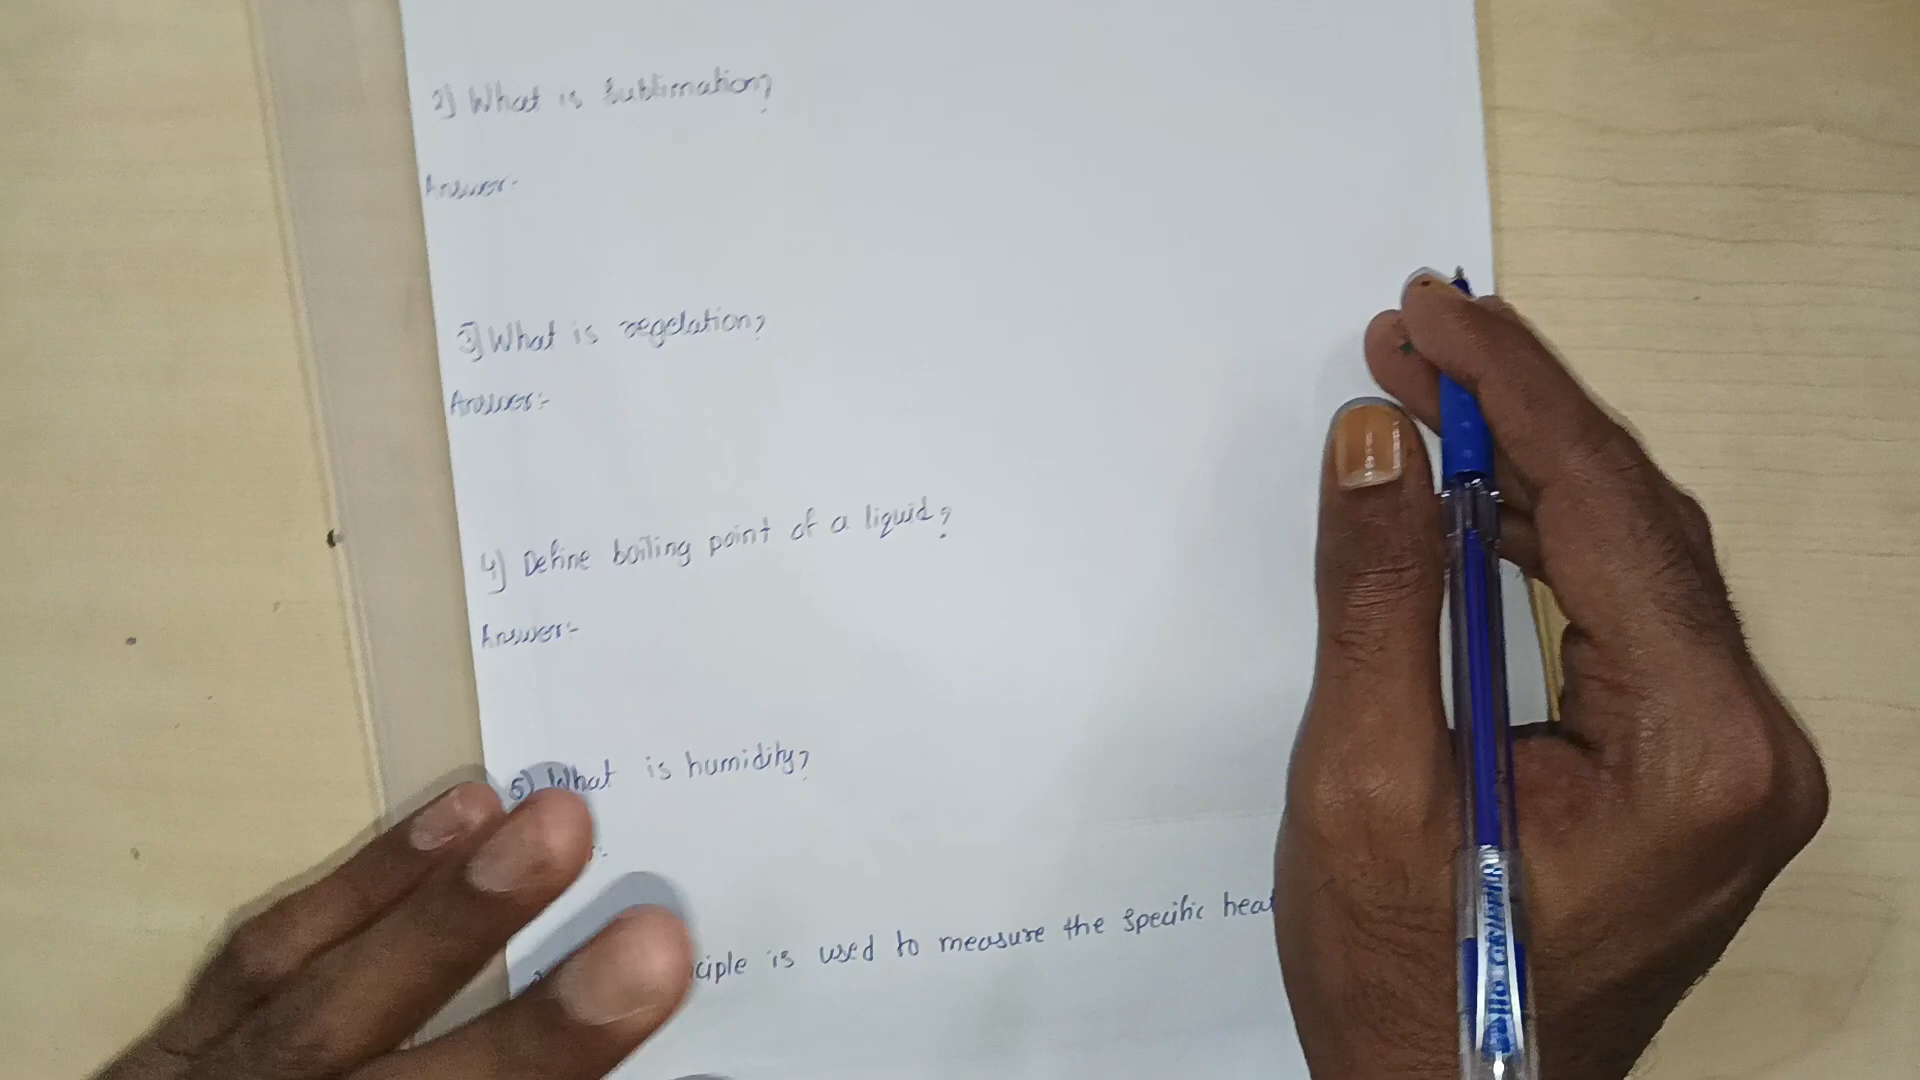 2) What is sublimation?
Answer:-
3) What is regelation?
Answer:-
4) Define boiling point of a liquid?
Answer:-
5) What is humidity?
is used to measure the specific heat